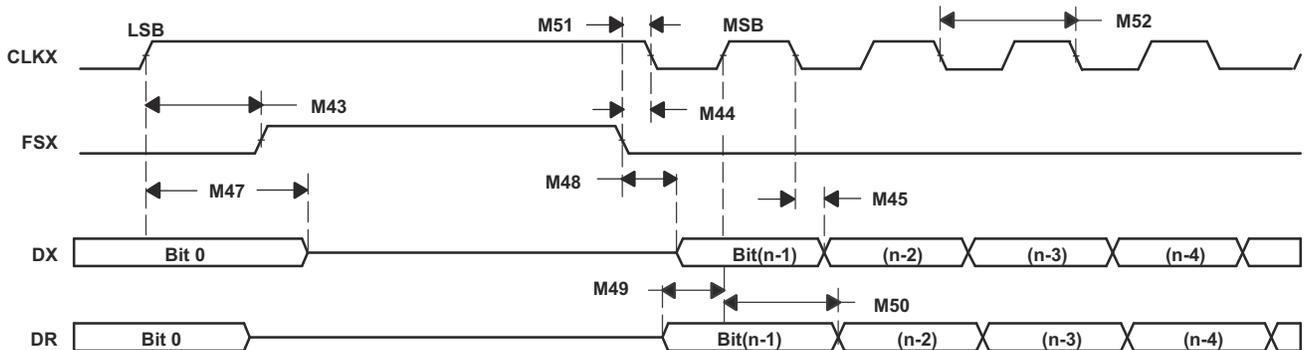 LSB M51 MSB M52
CLKX
M43 M44
FSX
M47 M48 M45
DX Bit 0 Bit(n-1) (n-2) (n-3) (n-4)
M49 M50
DR Bit 0 Bit(n-1) (n-2) (n-3) (n-4)